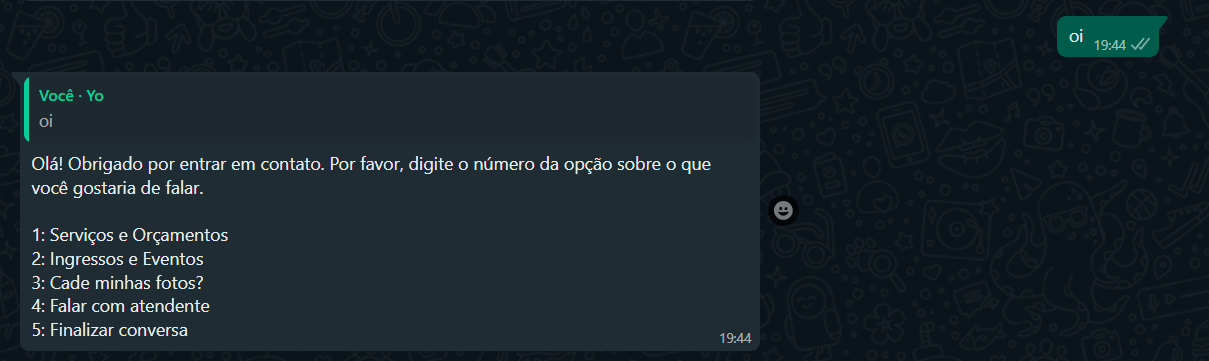 oi
19:44
Você · Yo
oi
Olá! Obrigado por entrar em contato. Por favor, digite o número da opção sobre o que
você gostaria de falar.
1: Serviços e Orçamentos
2: Ingressos e Eventos
3: Cade minhas fotos?
4: Falar com atendente
5: Finalizar conversa
19:44